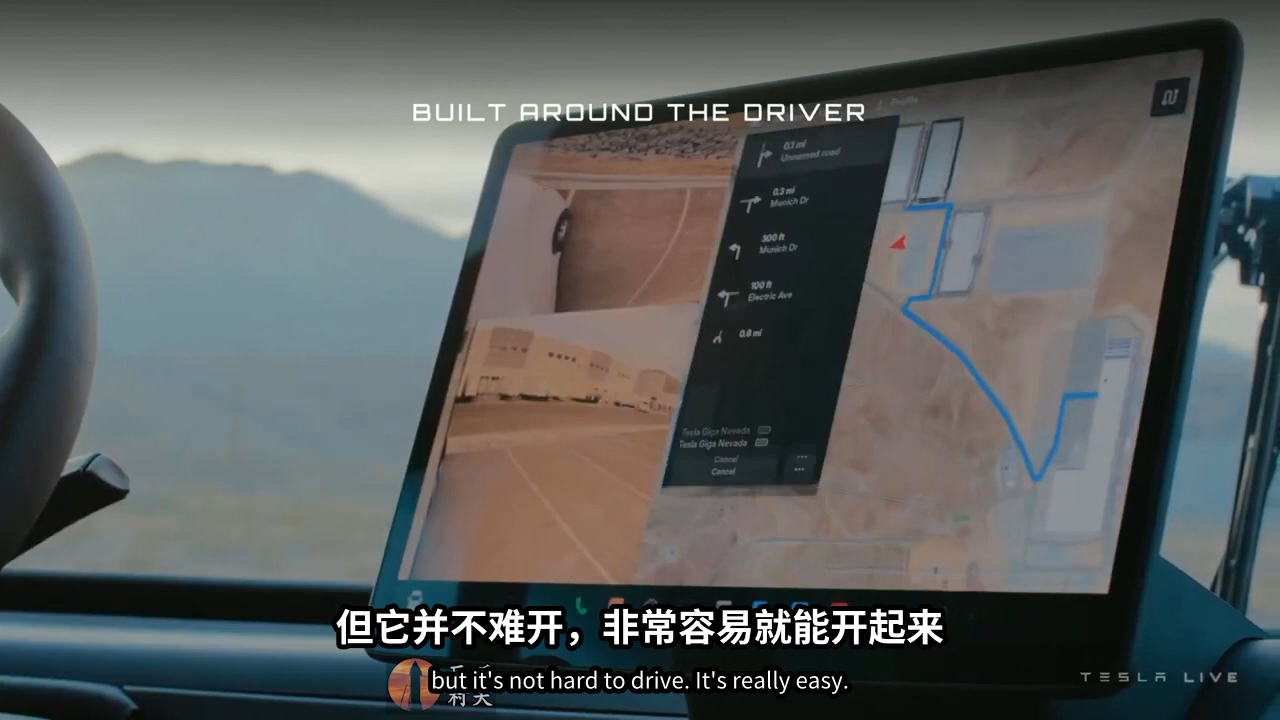 BUILT AROUND THE DRIVER
0.1 mi
Unnamed road
0.3 mi
Munich Dr
300 ft
Munich Dr
100 ft
Electric Ave
0.8 mi
Tesla Giga Nevada
Tesla Giga Nevada
Cancel
Cancel
但它并不难开，非常容易就能开起来
but it's not hard to drive. It's really easy.
TESLA LIVE